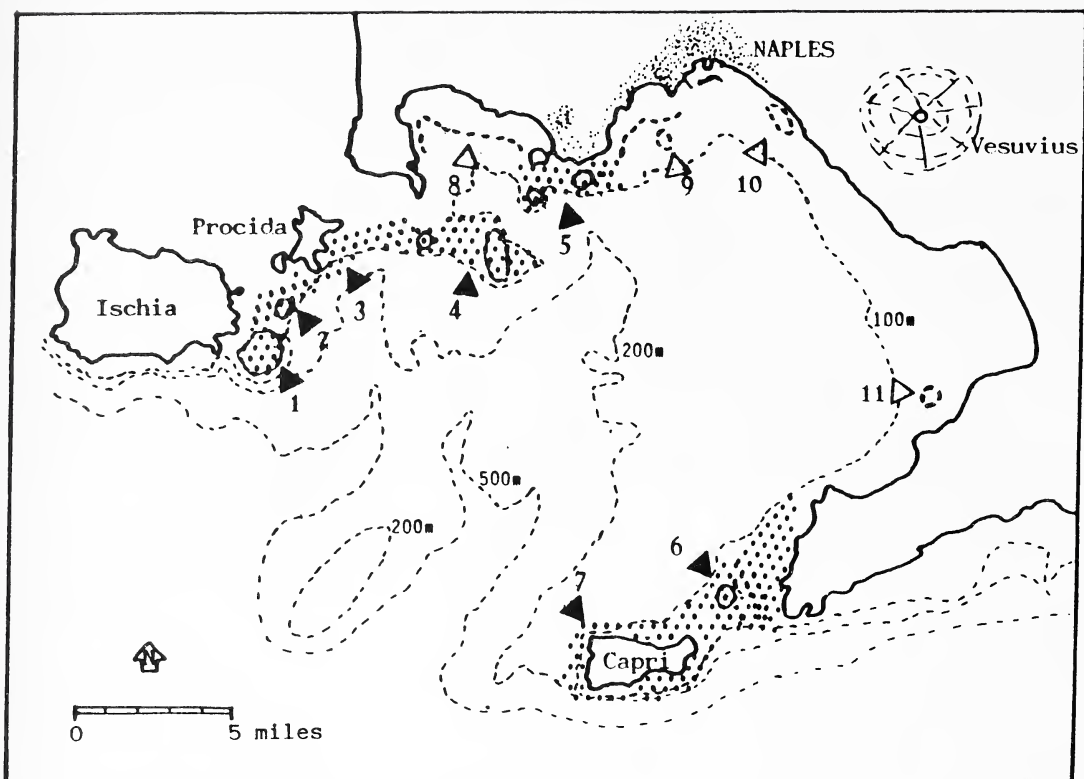 NAPLES
Vesuvius
8
9
10
Procida
5
Ischia
3
4
2
100m
200m
1
11
500m
200m
6
7
N
Capri
0 5 miles